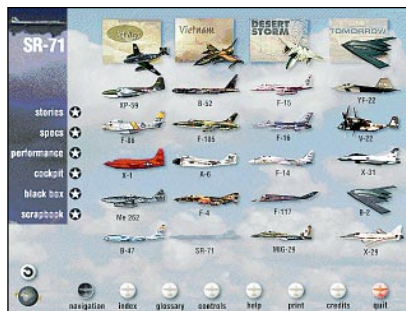 SR-71
Vietnam
DESERT
STORM
TOMORROW
XP-59
B-52
F-15
YF-22
stories
specs
performance
cockpit
black box
scrapbook
F-86
F-105
F-16
V-22
X-1
A-6
F-14
X-31
Me 262
F-4
F-117
B-2
B-47
SR-71
MIG-29
X-29
navigation
index
glossary
controls
help
print
credits
quit